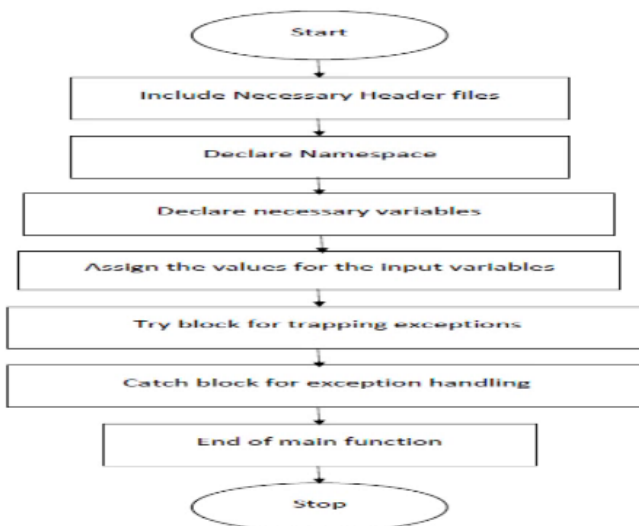 Start
Include Necessary Header files
Declare Namespace
Declare necessary variables
Assign the values for the input variables
Try block for trapping exceptions
Catch block for exception handling
End of main function
Stop